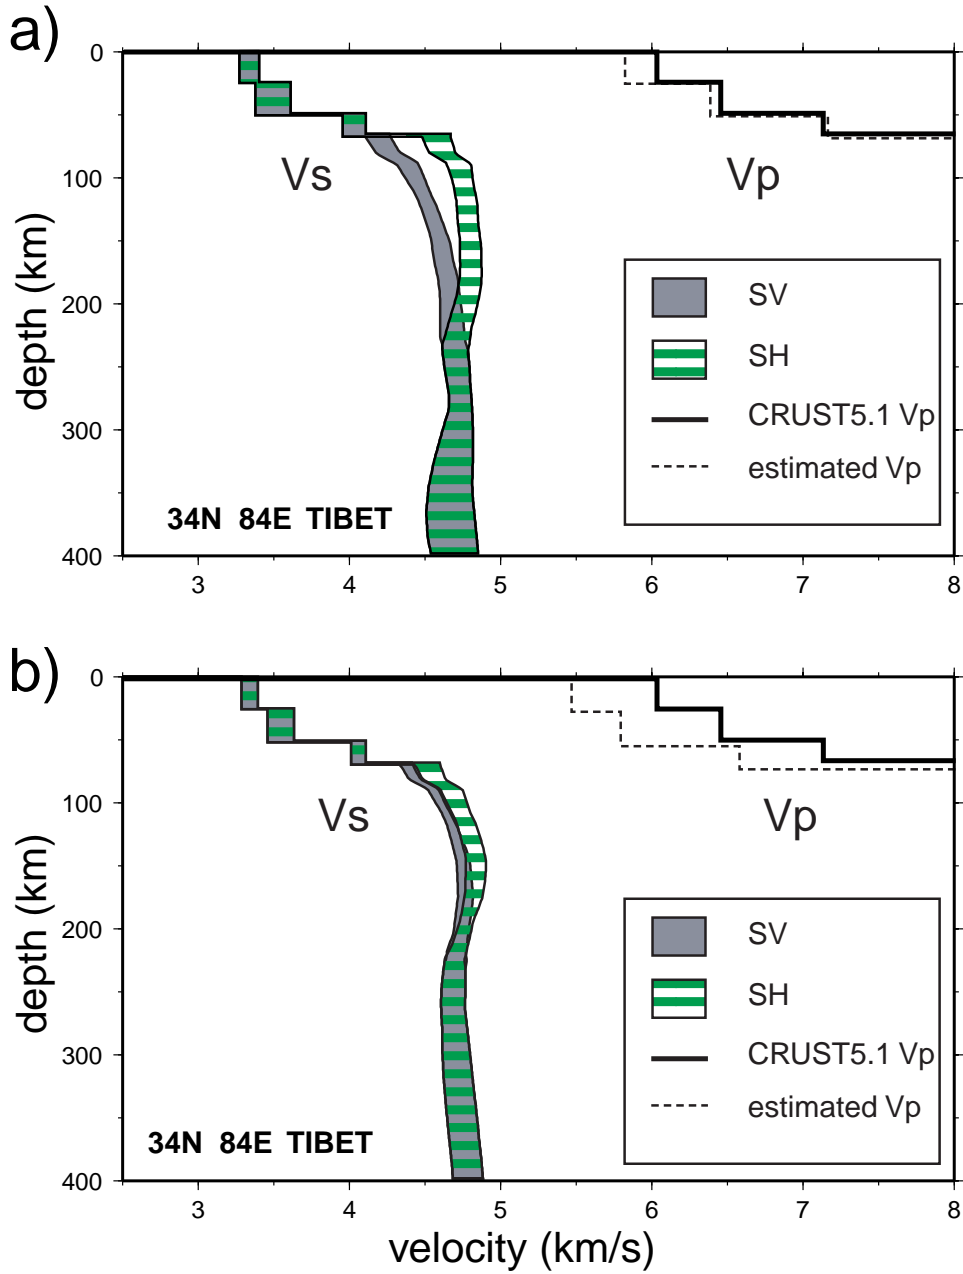 a)
0
100
200
300
400
depth (km)
Vs
Vp
SV
SH
CRUST5.1 Vp
estimated Vp
34N 84E TIBET
3 4 5 6 7 8
b)
0
100
200
300
400
depth (km)
Vs
Vp
SV
SH
CRUST5.1 Vp
estimated Vp
34N 84E TIBET
3 4 5 6 7 8
velocity (km/s)